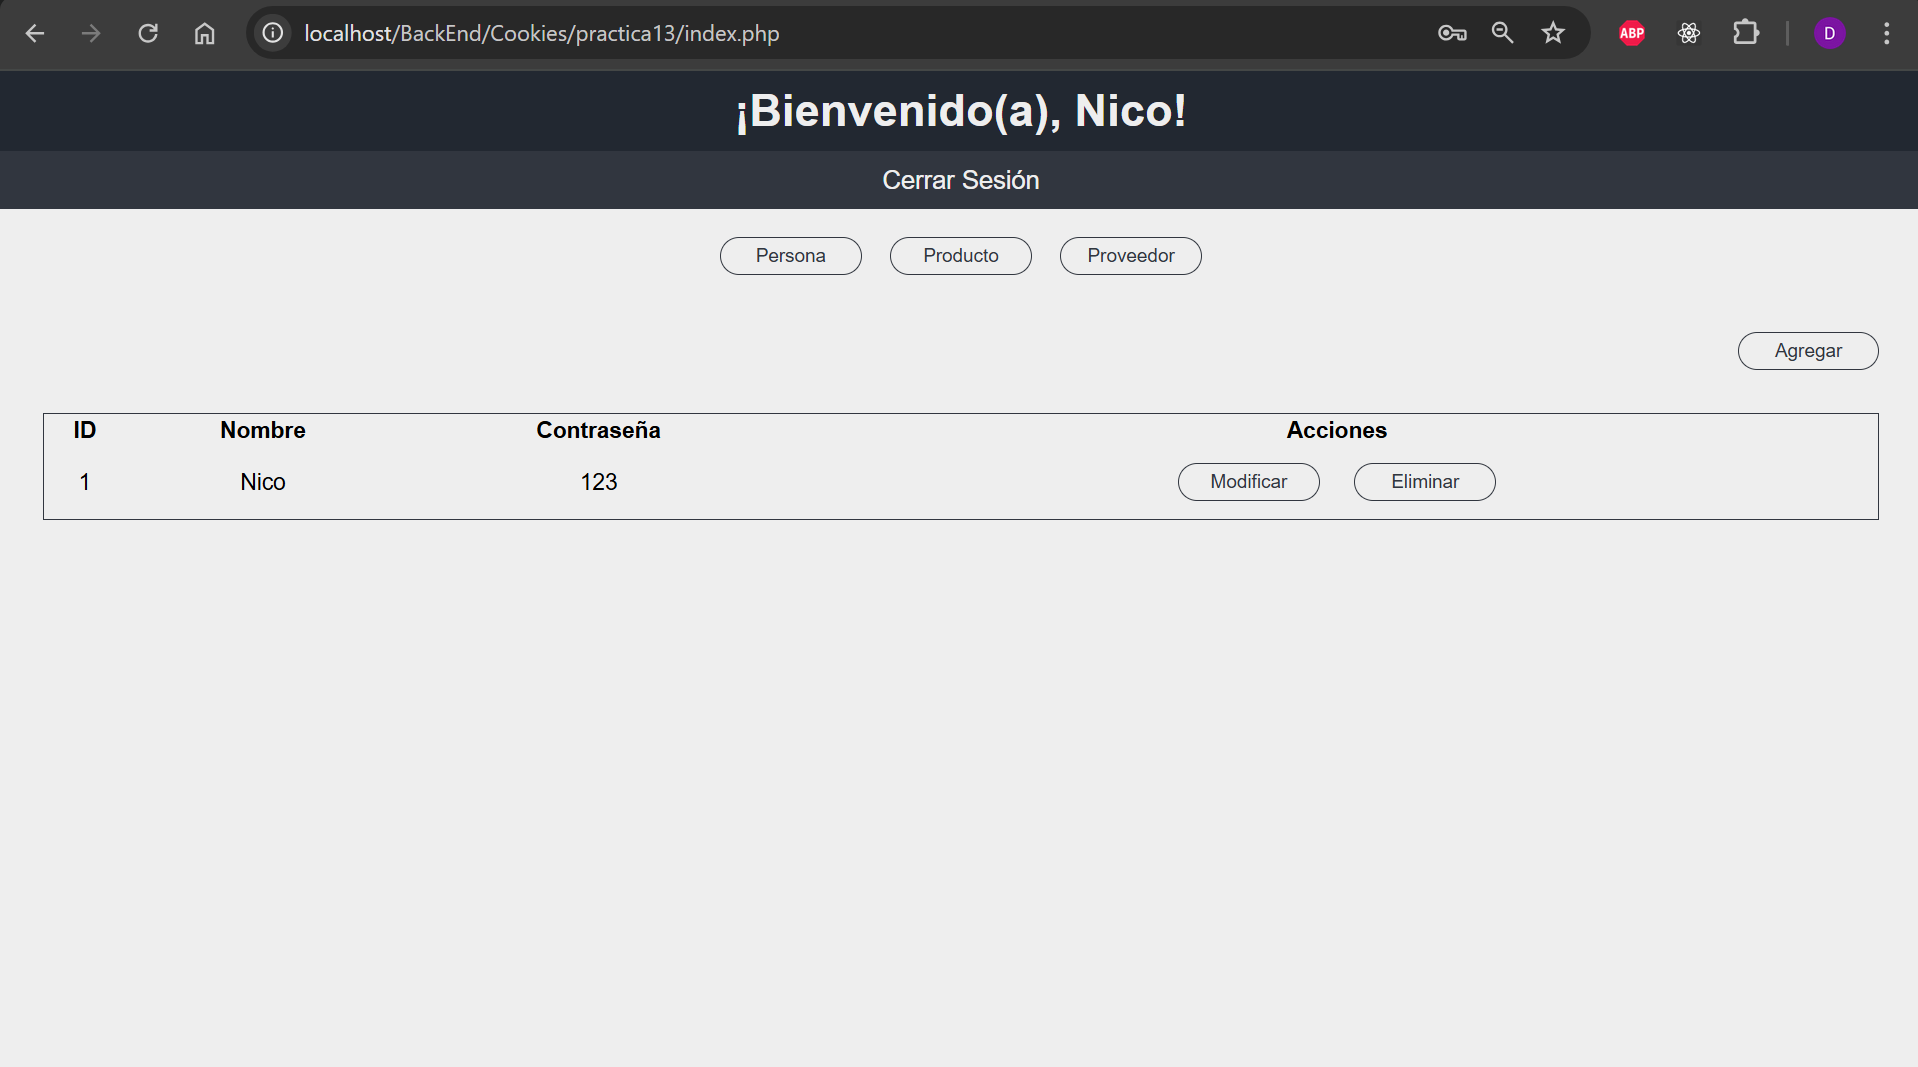 localhost/BackEnd/Cookies/practica13/index.php
ABP
D
¡Bienvenido(a), Nico!
Cerrar Sesión
Persona Producto Proveedor
Agregar
ID Nombre Contraseña Acciones
1 Nico 123 Modificar Eliminar